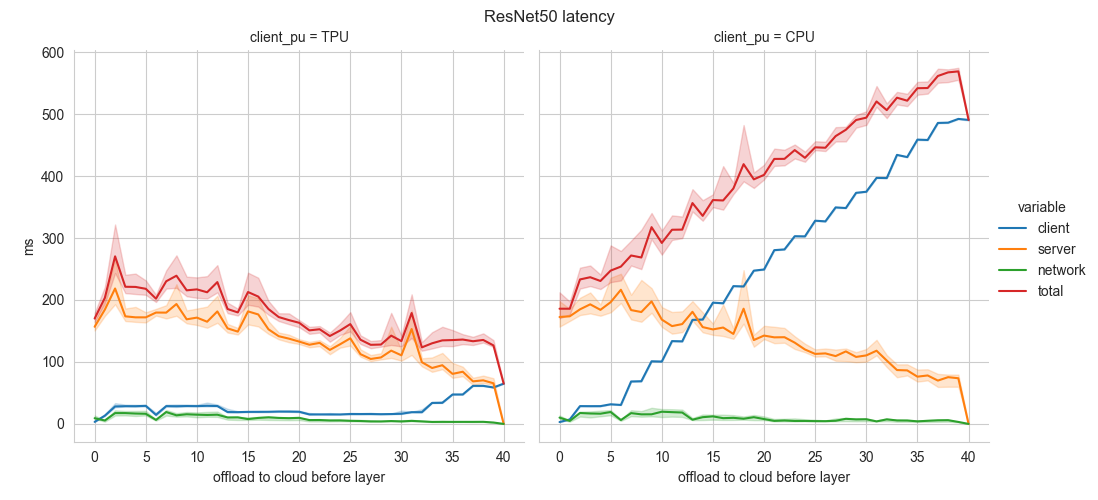 ResNet50 latency
client_pu = TPU
client_pu = CPU
600
500
400
300
200
100
0
ms
0 5 10 15 20 25 30 35 40
0 5 10 15 20 25 30 35 40
offload to cloud before layer
offload to cloud before layer
variable
client
server
network
total